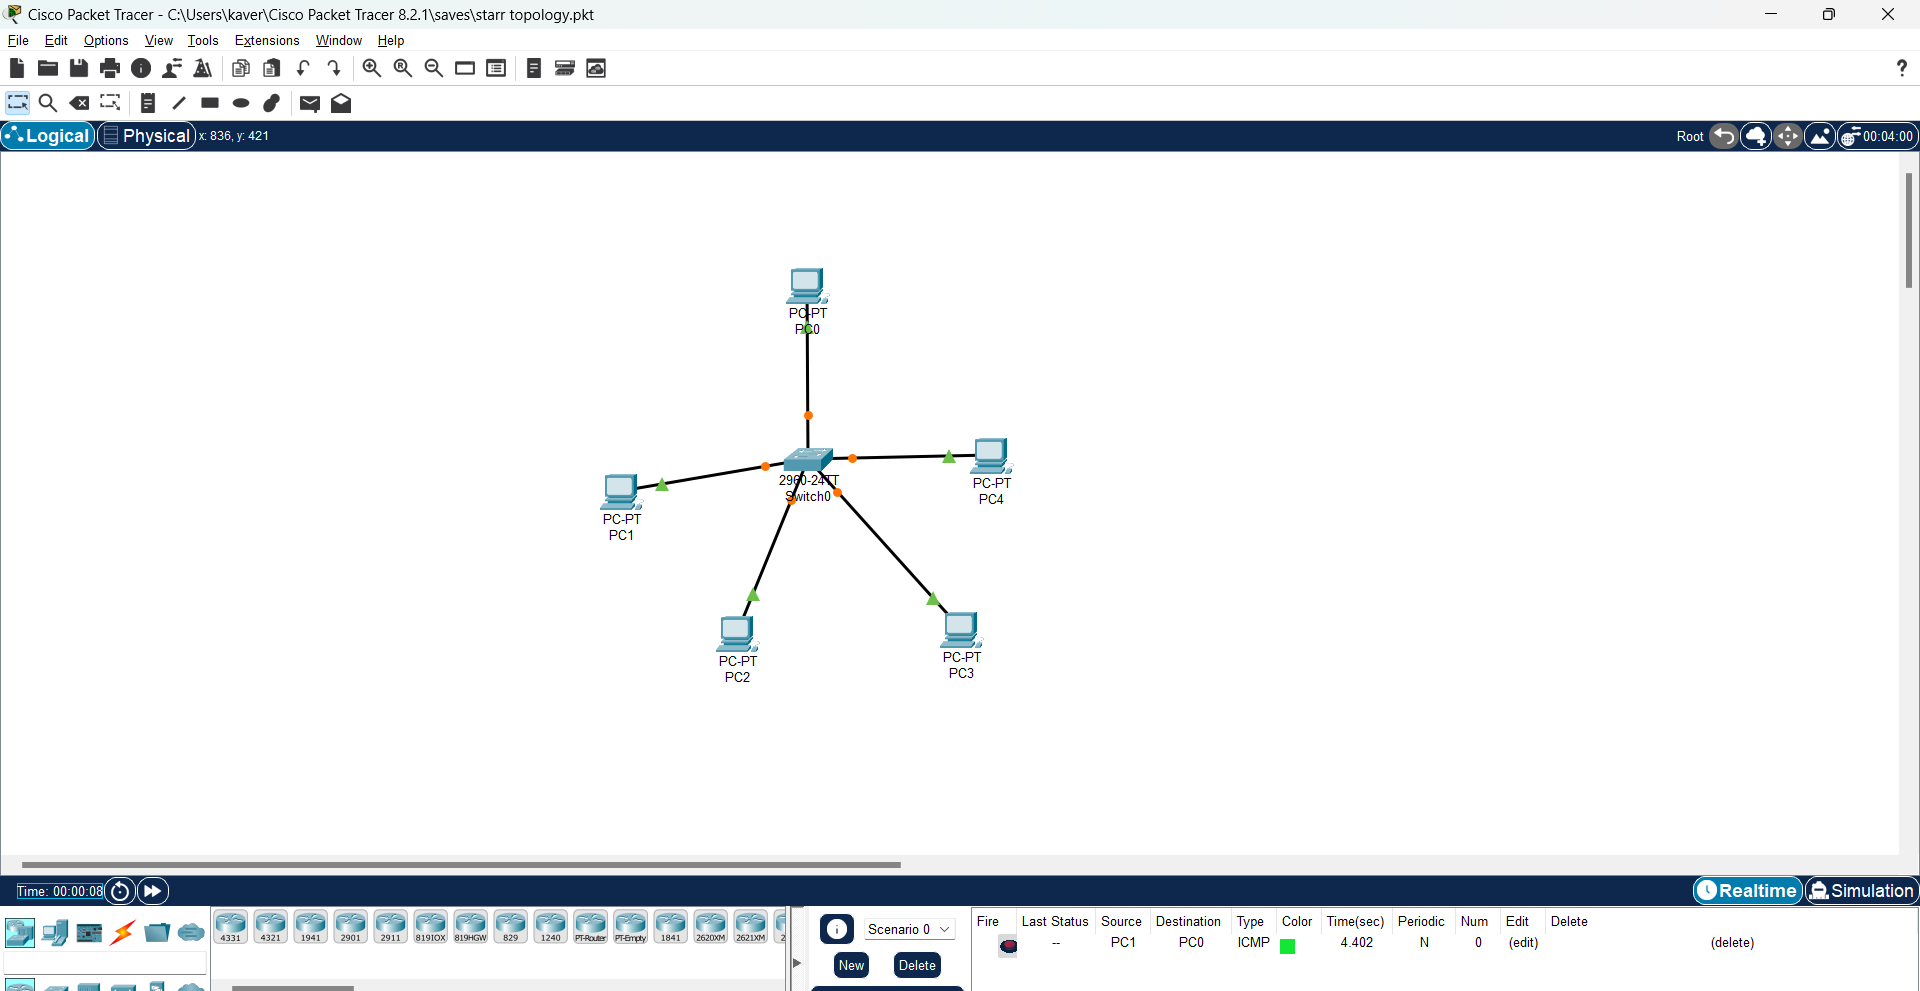 Cisco Packet Tracer - C:\Users\kaver\Cisco Packet Tracer 8.2.1\saves\starr topology.pkt
File Edit Options View Tools Extensions Window Help
?
Logical Physical x: 836, y: 421 Root 00:04:00
PC-PT
PC0
2960-24TT
Switch0
PC-PT
PC4
PC-PT
PC1
PC-PT
PC2
PC-PT
PC3
Time: 00:00:08 Realtime Simulation
4331 4321 1941 2901 2911 819IOX 819HGW 829 1240 PT-Router PT-Empty 1841 2620XM 2621XM 2
Scenario 0
New Delete
Fire Last Status Source Destination Type Color Time(sec) Periodic Num Edit Delete
-- PC1 PC0 ICMP 4.402 N 0 (edit) (delete)